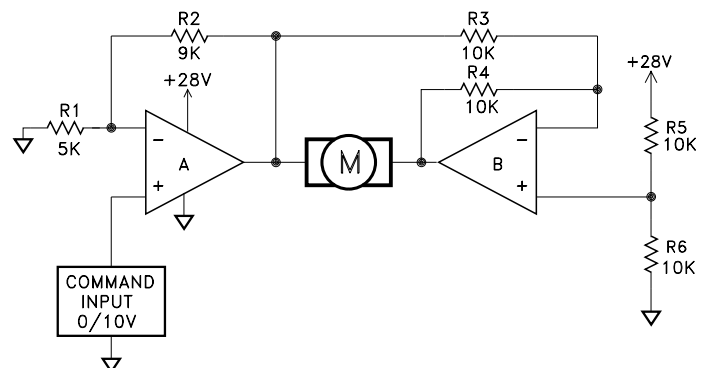 R2
9K
R3
10K
R4
10K
+28V
+28V
R1
5K
−
A
+
M
−
B
+
R5
10K
R6
10K
COMMAND
INPUT
0/10V